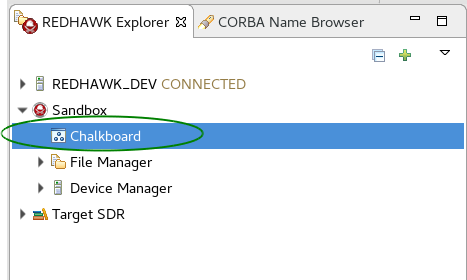 REDHAWK Explorer CORBA Name Browser
REDHAWK_DEV CONNECTED
Sandbox
Chalkboard
File Manager
Device Manager
Target SDR